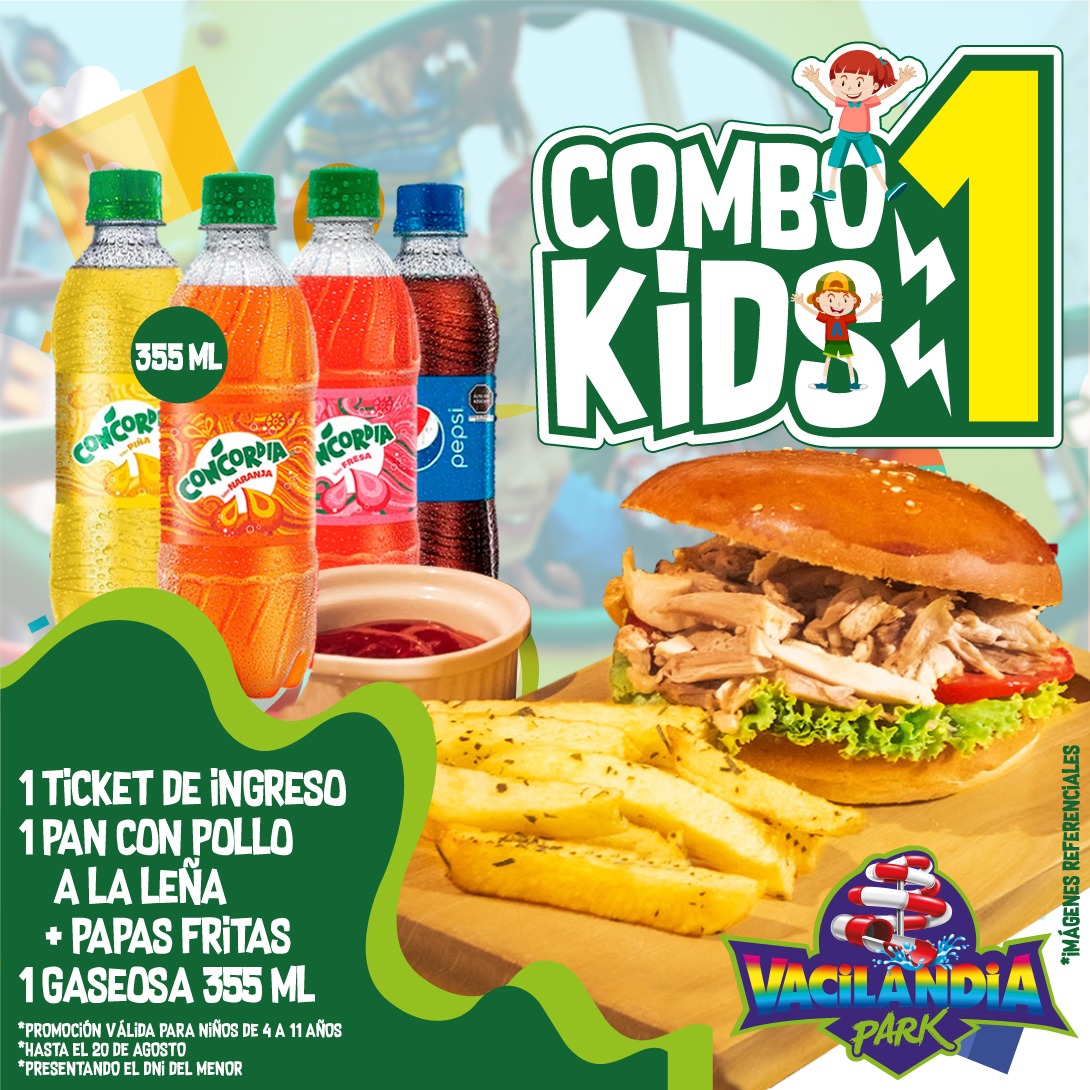 COMBO
KiDS
1
355 ML
CONCORD
PIÑA
CONCORDIA
NARANJA
NCORDIA
FRESA
pepsi
1 TiCKET DE iNGRESO
1 PAN CON POLLO
A LA LEÑA
+ PAPAS FRiTAS
1 GASEOSA 355 ML
*PROMOCIÓN VÁLIDA PARA NIÑOS DE 4 A 11 AÑOS
*HASTA EL 20 DE AGOSTO
*PRESENTANDO EL DNi DEL MENOR
*IMÁGENES REFERENCIALES
VACiLANDiA
PARK